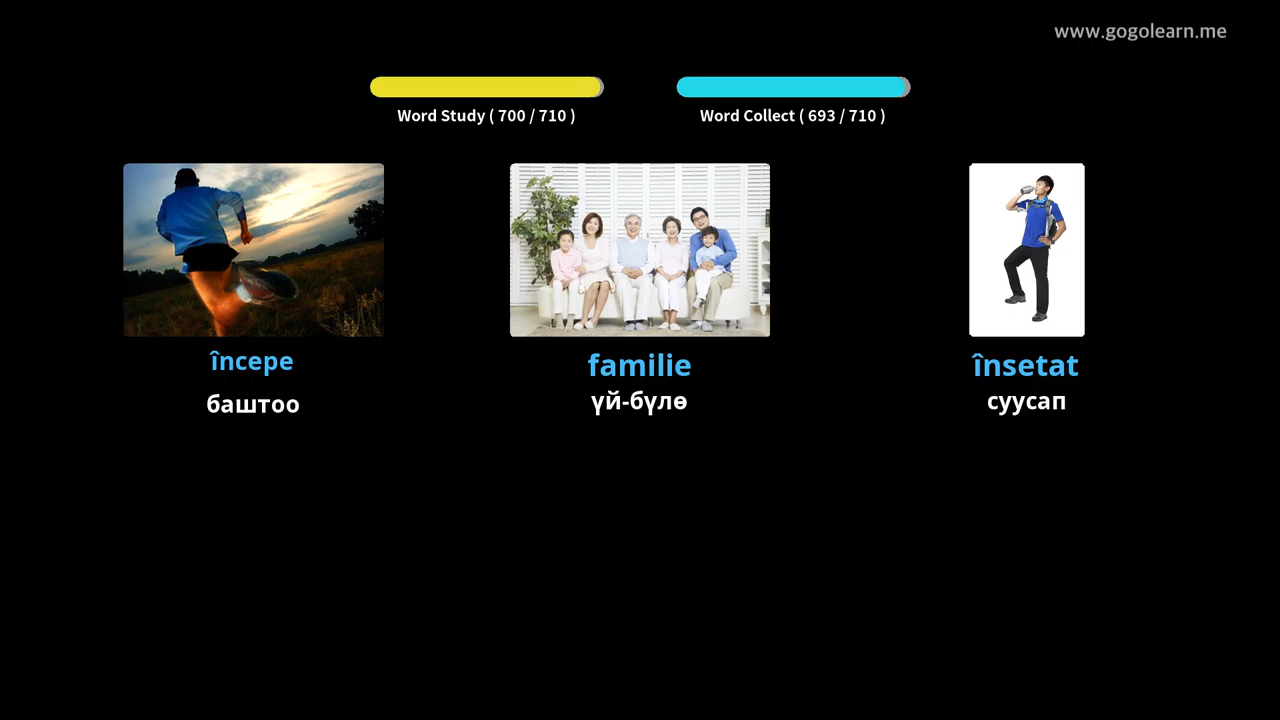 www.gogolearn.me
Word Study ( 700 / 710 )
Word Collect ( 693 / 710 )
începe
баштоо
familie
үй-бүлө
însetat
суусап